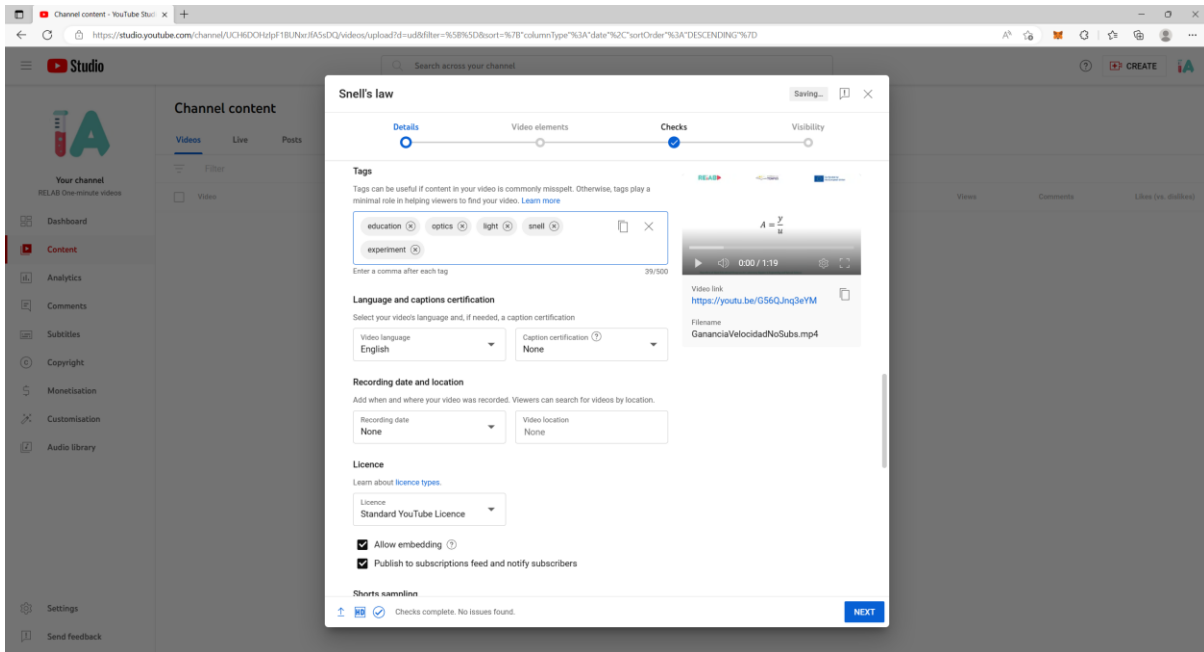 Channel content - YouTube Stud
https://studio.youtube.com/channel/UCH6DOHzlpF1BUNxrJfA5sDQ/videos/upload?d=ud&filter=%5B%5D&sort=%7B"columnType"%3A"date"%2C"sortOrder"%3A"DESCENDING"%7D
Studio
Search across your channel
CREATE
IA
Your channel
RELAB One-minute videos
Dashboard
Content
Analytics
Comments
Subtitles
Copyright
Monetisation
Customisation
Audio library
Settings
Send feedback
Channel content
Videos Live Posts
Filter
Video Views Comments Likes (vs. dislikes)
Snell's law
Saving...
Details Video elements Checks Visibility
Tags
Tags can be useful if content in your video is commonly misspelt. Otherwise, tags play a
minimal role in helping viewers to find your video. Learn more
education optics light snell
experiment
Enter a comma after each tag 39/500
Language and captions certification
Select your video's language and, if needed, a caption certification
Video language
English
Caption certification
None
Recording date and location
Add when and where your video was recorded. Viewers can search for videos by location.
Recording date
None
Video location
None
Licence
Learn about licence types.
Licence
Standard YouTube Licence
Allow embedding
Publish to subscriptions feed and notify subscribers
Shorts sampling
RELAB
A = y/u
0:00 / 1:19
Video link
https://youtu.be/G56QJnq3eYM
Filename
GananciaVelocidadNoSubs.mp4
HD Checks complete. No issues found.
NEXT